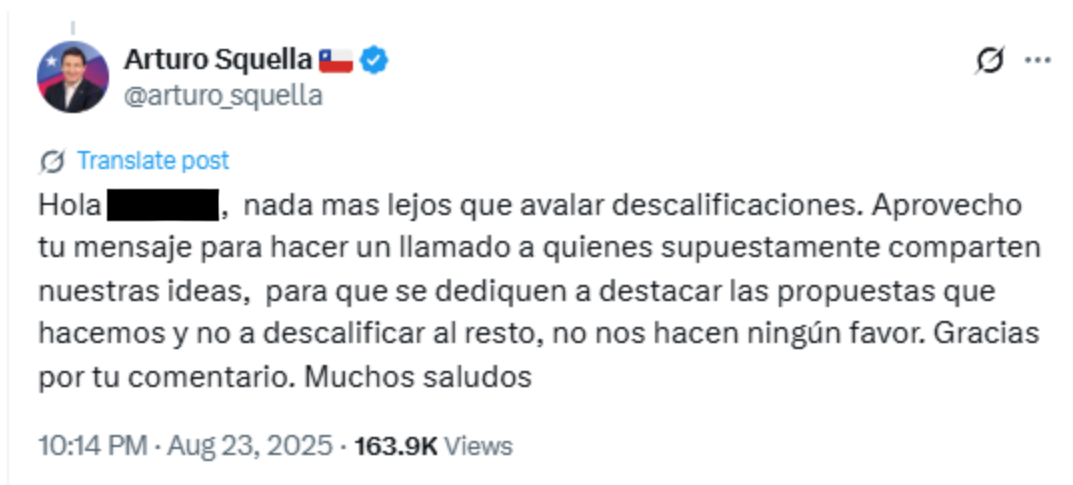 Arturo Squella
@arturo_squella
Translate post
Hola , nada mas lejos que avalar descalificaciones. Aprovecho
tu mensaje para hacer un llamado a quienes supuestamente comparten
nuestras ideas, para que se dediquen a destacar las propuestas que
hacemos y no a descalificar al resto, no nos hacen ningún favor. Gracias
por tu comentario. Muchos saludos
10:14 PM · Aug 23, 2025 · 163.9K Views